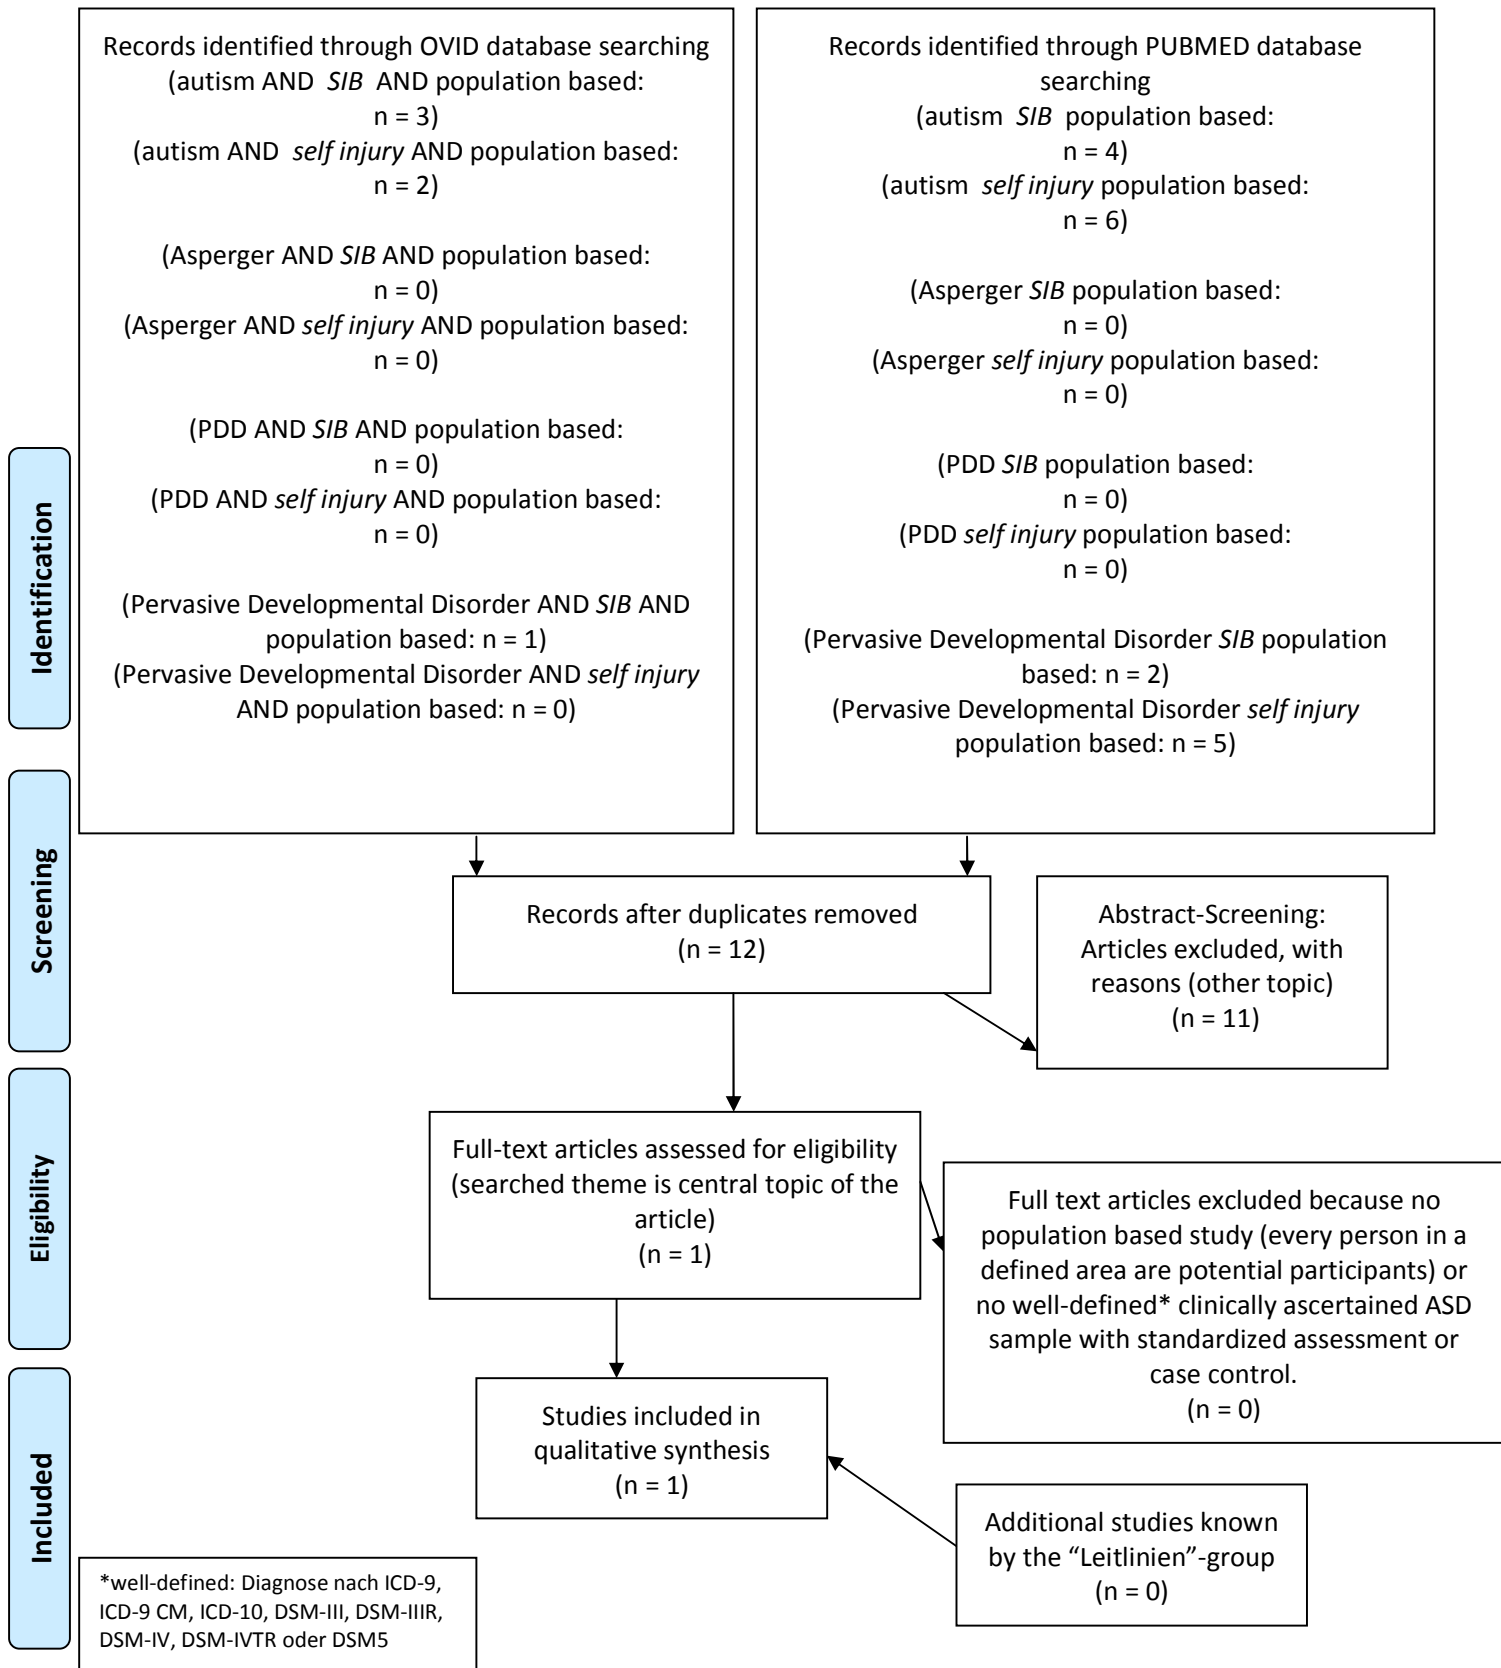 Records identified through OVID database searching
(autism AND SIB AND population based:
n = 3)
(autism AND self injury AND population based:
n = 2)
(Asperger AND SIB AND population based:
n = 0)
(Asperger AND self injury AND population based:
n = 0)
(PDD AND SIB AND population based:
n = 0)
(PDD AND self injury AND population based:
n = 0)
(Pervasive Developmental Disorder AND SIB AND
population based: n = 1)
(Pervasive Developmental Disorder AND self injury
AND population based: n = 0)
Records identified through PUBMED database
searching
(autism SIB population based:
n = 4)
(autism self injury population based:
n = 6)
(Asperger SIB population based:
n = 0)
(Asperger self injury population based:
n = 0)
(PDD SIB population based:
n = 0)
(PDD self injury population based:
n = 0)
(Pervasive Developmental Disorder SIB population
based: n = 2)
(Pervasive Developmental Disorder self injury
population based: n = 5)
Identification
Screening
Records after duplicates removed
(n = 12)
Abstract-Screening:
Articles excluded, with
reasons (other topic)
(n = 11)
Eligibility
Full-text articles assessed for eligibility
(searched theme is central topic of the
article)
(n = 1)
Full text articles excluded because no
population based study (every person in a
defined area are potential participants) or
no well-defined* clinically ascertained ASD
sample with standardized assessment or
case control.
(n = 0)
Included
Studies included in
qualitative synthesis
(n = 1)
Additional studies known
by the “Leitlinien”-group
(n = 0)
*well-defined: Diagnose nach ICD-9,
ICD-9 CM, ICD-10, DSM-III, DSM-IIIR,
DSM-IV, DSM-IVTR oder DSM5